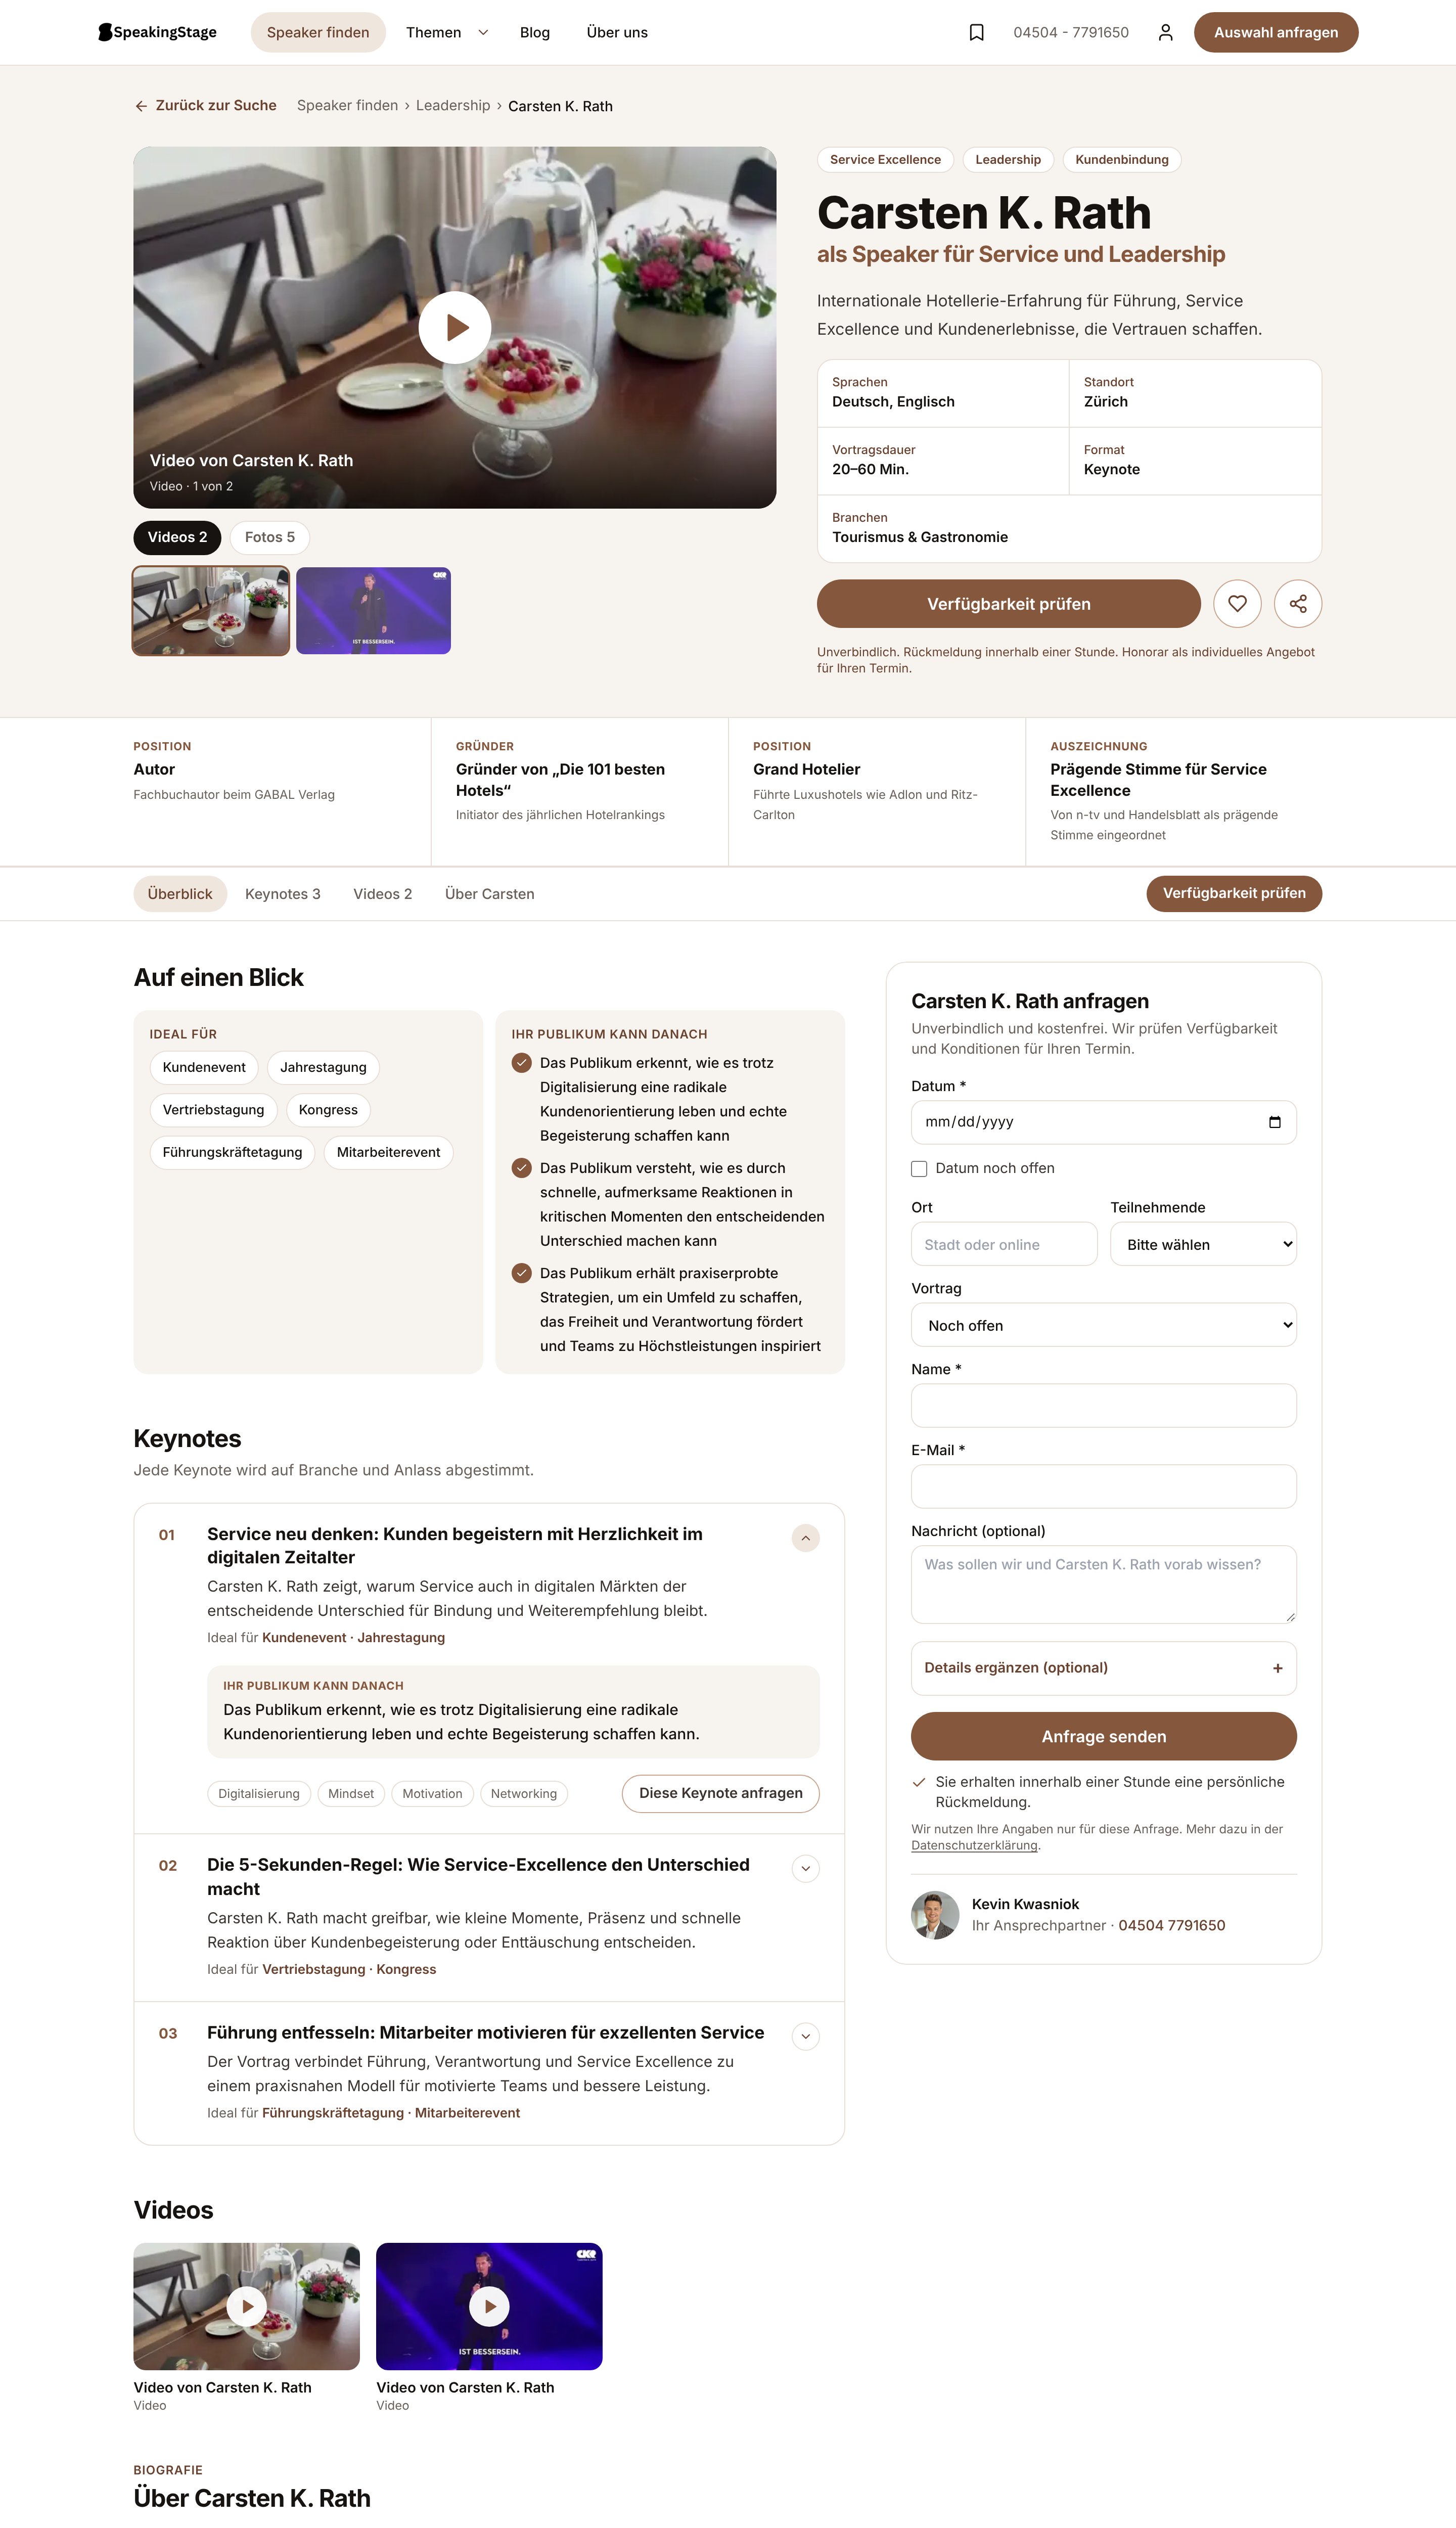 SpeakingStage
Speaker finden
Themen
Blog
Über uns
04504 - 7791650
Auswahl anfragen
Zurück zur Suche
Speaker finden › Leadership › Carsten K. Rath
Video von Carsten K. Rath
Video · 1 von 2
Videos 2
Fotos 5
CKR
IST BESSERSEIN.
Service Excellence
Leadership
Kundenbindung
Carsten K. Rath
als Speaker für Service und Leadership
Internationale Hotellerie-Erfahrung für Führung, Service
Excellence und Kundenerlebnisse, die Vertrauen schaffen.
Sprachen
Deutsch, Englisch
Standort
Zürich
Vortragsdauer
20–60 Min.
Format
Keynote
Branchen
Tourismus & Gastronomie
Verfügbarkeit prüfen
Unverbindlich. Rückmeldung innerhalb einer Stunde. Honorar als individuelles Angebot
für Ihren Termin.
POSITION
Autor
Fachbuchautor beim GABAL Verlag
GRÜNDER
Gründer von „Die 101 besten
Hotels“
Initiator des jährlichen Hotelrankings
POSITION
Grand Hotelier
Führte Luxushotels wie Adlon und Ritz-
Carlton
AUSZEICHNUNG
Prägende Stimme für Service
Excellence
Von n-tv und Handelsblatt als prägende
Stimme eingeordnet
Überblick
Keynotes 3
Videos 2
Über Carsten
Verfügbarkeit prüfen
Auf einen Blick
IDEAL FÜR
Kundenevent
Jahrestagung
Vertriebstagung
Kongress
Führungskräftetagung
Mitarbeiterevent
IHR PUBLIKUM KANN DANACH
Das Publikum erkennt, wie es trotz
Digitalisierung eine radikale
Kundenorientierung leben und echte
Begeisterung schaffen kann
Das Publikum versteht, wie es durch
schnelle, aufmerksame Reaktionen in
kritischen Momenten den entscheidenden
Unterschied machen kann
Das Publikum erhält praxiserprobte
Strategien, um ein Umfeld zu schaffen,
das Freiheit und Verantwortung fördert
und Teams zu Höchstleistungen inspiriert
Keynotes
Jede Keynote wird auf Branche und Anlass abgestimmt.
01
Service neu denken: Kunden begeistern mit Herzlichkeit im
digitalen Zeitalter
Carsten K. Rath zeigt, warum Service auch in digitalen Märkten der
entscheidende Unterschied für Bindung und Weiterempfehlung bleibt.
Ideal für Kundenevent · Jahrestagung
IHR PUBLIKUM KANN DANACH
Das Publikum erkennt, wie es trotz Digitalisierung eine radikale
Kundenorientierung leben und echte Begeisterung schaffen kann.
Digitalisierung
Mindset
Motivation
Networking
Diese Keynote anfragen
02
Die 5-Sekunden-Regel: Wie Service-Excellence den Unterschied
macht
Carsten K. Rath macht greifbar, wie kleine Momente, Präsenz und schnelle
Reaktion über Kundenbegeisterung oder Enttäuschung entscheiden.
Ideal für Vertriebstagung · Kongress
03
Führung entfesseln: Mitarbeiter motivieren für exzellenten Service
Der Vortrag verbindet Führung, Verantwortung und Service Excellence zu
einem praxisnahen Modell für motivierte Teams und bessere Leistung.
Ideal für Führungskräftetagung · Mitarbeiterevent
Carsten K. Rath anfragen
Unverbindlich und kostenfrei. Wir prüfen Verfügbarkeit
und Konditionen für Ihren Termin.
Datum *
mm/dd/yyyy
Datum noch offen
Ort
Stadt oder online
Teilnehmende
Bitte wählen
Vortrag
Noch offen
Name *
E-Mail *
Nachricht (optional)
Was sollen wir und Carsten K. Rath vorab wissen?
Details ergänzen (optional)
+
Anfrage senden
Sie erhalten innerhalb einer Stunde eine persönliche
Rückmeldung.
Wir nutzen Ihre Angaben nur für diese Anfrage. Mehr dazu in der
Datenschutzerklärung.
Kevin Kwasniok
Ihr Ansprechpartner · 04504 7791650
Videos
Video von Carsten K. Rath
Video
CKR
IST BESSERSEIN.
Video von Carsten K. Rath
Video
BIOGRAFIE
Über Carsten K. Rath